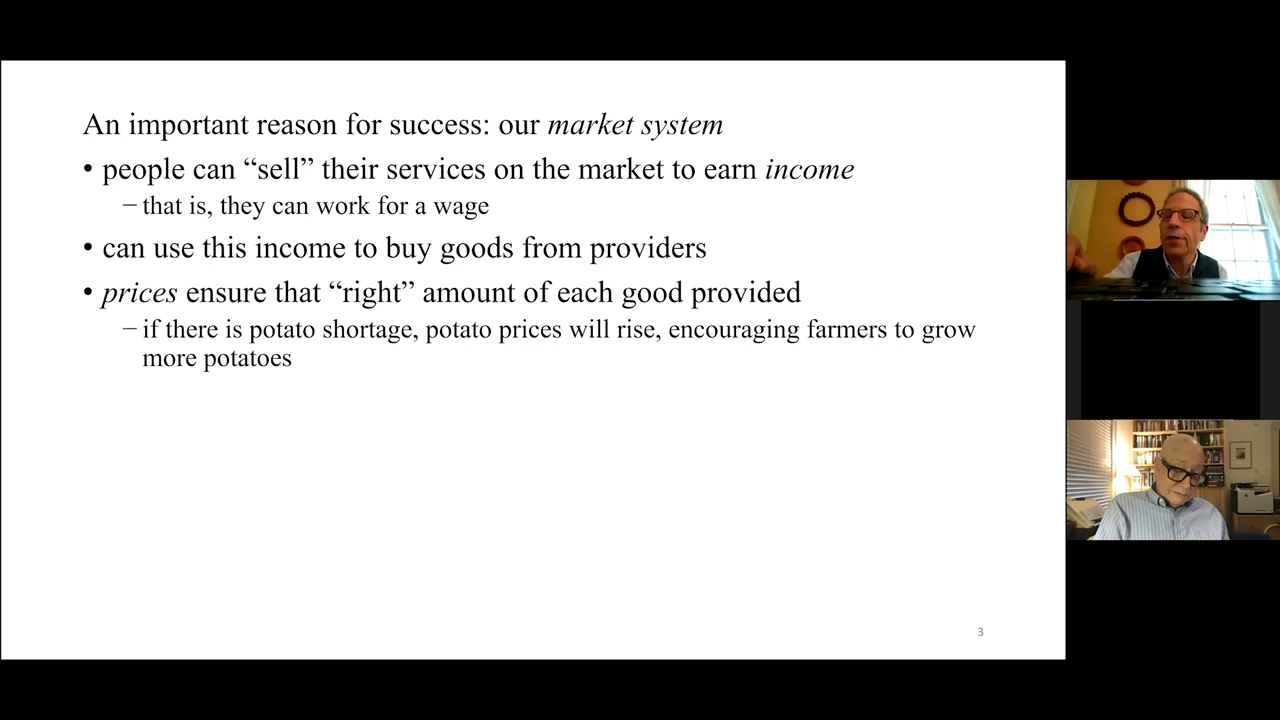 An important reason for success: our market system
• people can “sell” their services on the market to earn income
– that is, they can work for a wage
• can use this income to buy goods from providers
• prices ensure that “right” amount of each good provided
– if there is potato shortage, potato prices will rise, encouraging farmers to grow
more potatoes
3